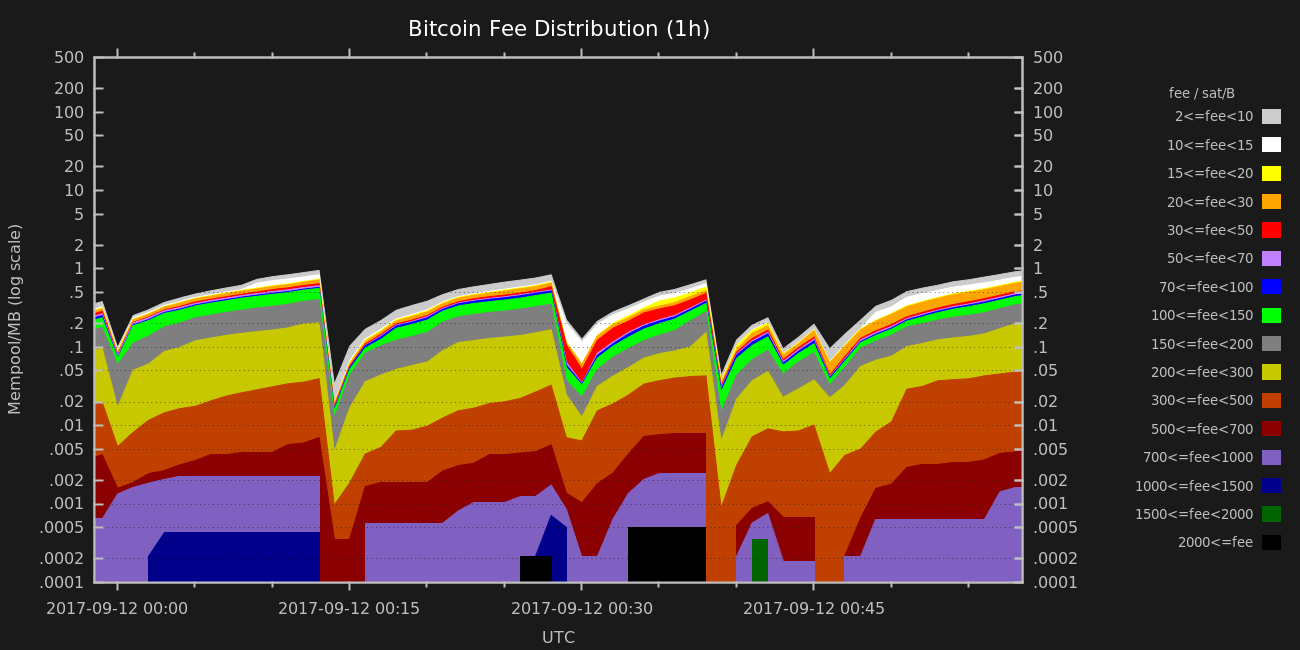 Bitcoin Fee Distribution (1h)
Mempool/MB (log scale)
500
200
100
50
20
10
5
2
1
.5
.2
.1
.05
.02
.01
.005
.002
.001
.0005
.0002
.0001
500
200
100
50
20
10
5
2
1
.5
.2
.1
.05
.02
.01
.005
.002
.001
.0005
.0002
.0001
2017-09-12 00:00
2017-09-12 00:15
2017-09-12 00:30
2017-09-12 00:45
UTC
fee / sat/B
2<=fee<10
10<=fee<15
15<=fee<20
20<=fee<30
30<=fee<50
50<=fee<70
70<=fee<100
100<=fee<150
150<=fee<200
200<=fee<300
300<=fee<500
500<=fee<700
700<=fee<1000
1000<=fee<1500
1500<=fee<2000
2000<=fee